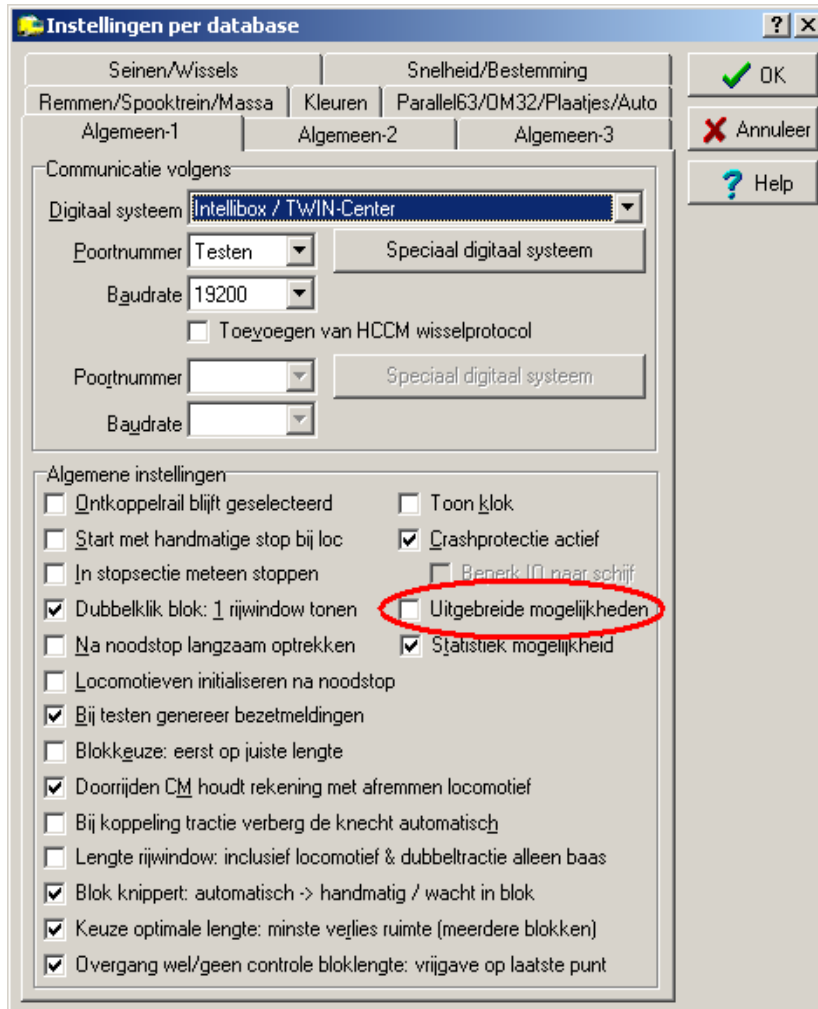 Instellingen per database
Seinen/Wissels
Snelheid/Bestemming
Remmen/Spooktrein/Massa
Kleuren
Parallel63/OM32/Plaatjes/Auto
Algemeen-1
Algemeen-2
Algemeen-3
OK
Annuleer
Help
Communicatie volgens
Digitaal systeem Intellibox / TWIN-Center
Poortnummer Testen Speciaal digitaal systeem
Baudrate 19200
Toevoegen van HCCM wisselprotocol
Poortnummer Speciaal digitaal systeem
Baudrate
Algemene instellingen
Ontkoppelrail blijft geselecteerd
Toon klok
Start met handmatige stop bij loc
Crashprotectie actief
In stopsectie meteen stoppen
Beperk IO naar schijf
Dubbelklik blok: 1 rijwindow tonen
Uitgebreide mogelijkheden
Na noodstop langzaam optrekken
Statistiek mogelijkheid
Locomotieven initialiseren na noodstop
Bij testen genereer bezetmeldingen
Blokkeuze: eerst op juiste lengte
Doorrijden CM houdt rekening met afremmen locomotief
Bij koppeling tractie verberg de knecht automatisch
Lengte rijwindow: inclusief locomotief & dubbeltractie alleen baas
Blok knippert: automatisch -> handmatig / wacht in blok
Keuze optimale lengte: minste verlies ruimte (meerdere blokken)
Overgang wel/geen controle bloklengte: vrijgave op laatste punt